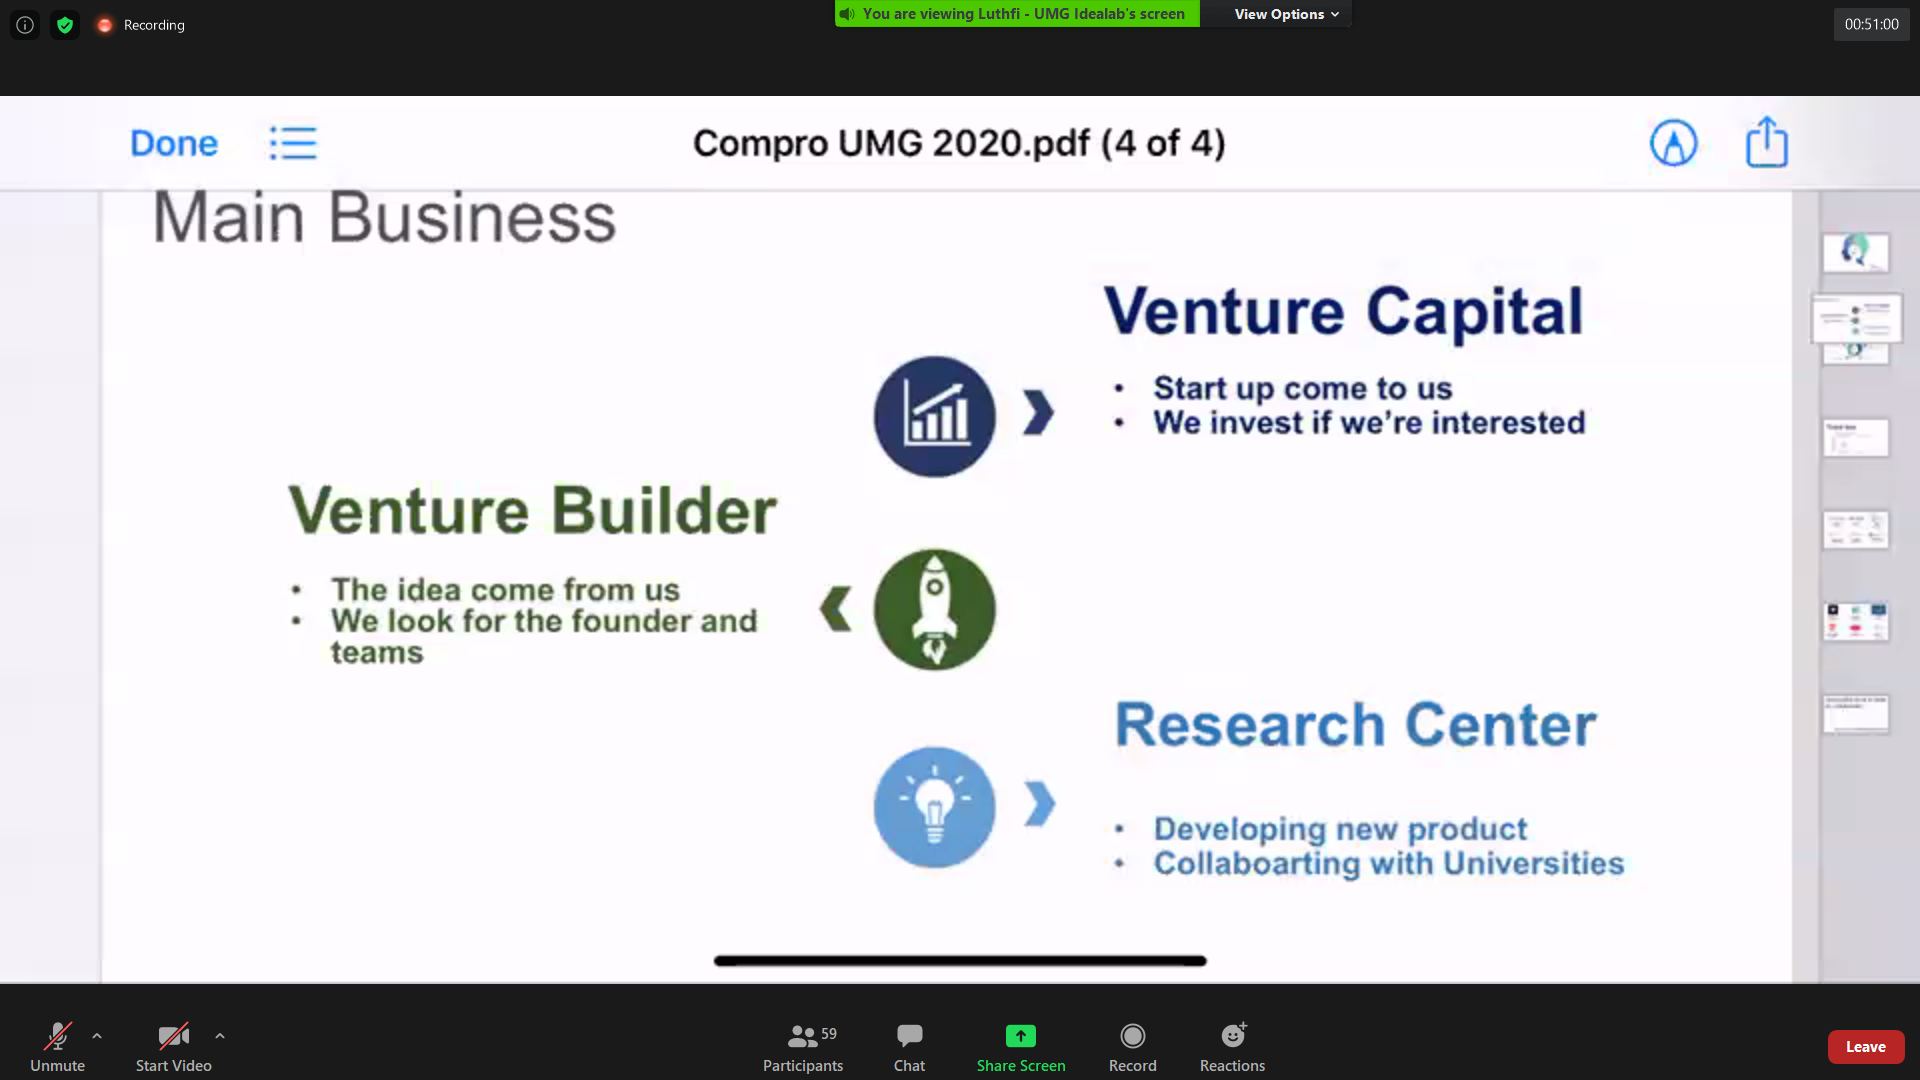 Recording
You are viewing Luthfi - UMG Idealab's screen
View Options
00:51:00
Done
Compro UMG 2020.pdf (4 of 4)
Main Business
Venture Capital
• Start up come to us
• We invest if we're interested
Venture Builder
• The idea come from us
• We look for the founder and
teams
Research Center
• Developing new product
• Collaboarting with Universities
Unmute
Start Video
59
Participants
Chat
Share Screen
Record
Reactions
Leave